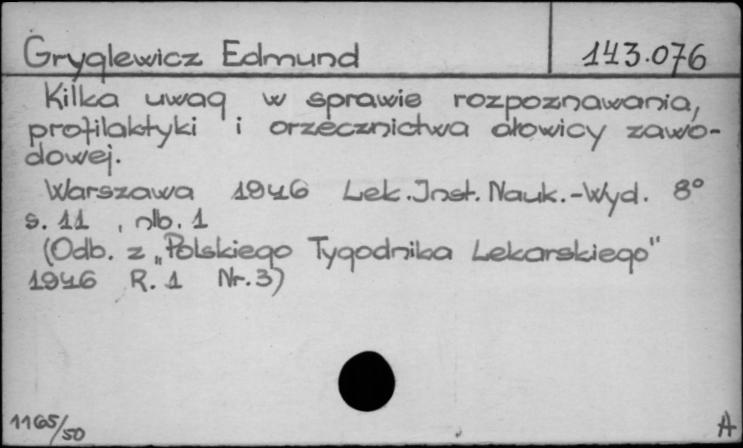 Gryglewicz Edmund 143.076
Kilka uwag w sprawie rozpoznawania,
profilaktyki i orzecznictwa ołowicy zawo-
dowej.
Warszawa 1946 Lek.Inst.Nauk.-Wyd. 8°
s. 11 , nlb. 1
(Odb. z „Polskiego Tygodnika Lekarskiego"
1946 R. 1 Nr.3)
1165/50 A